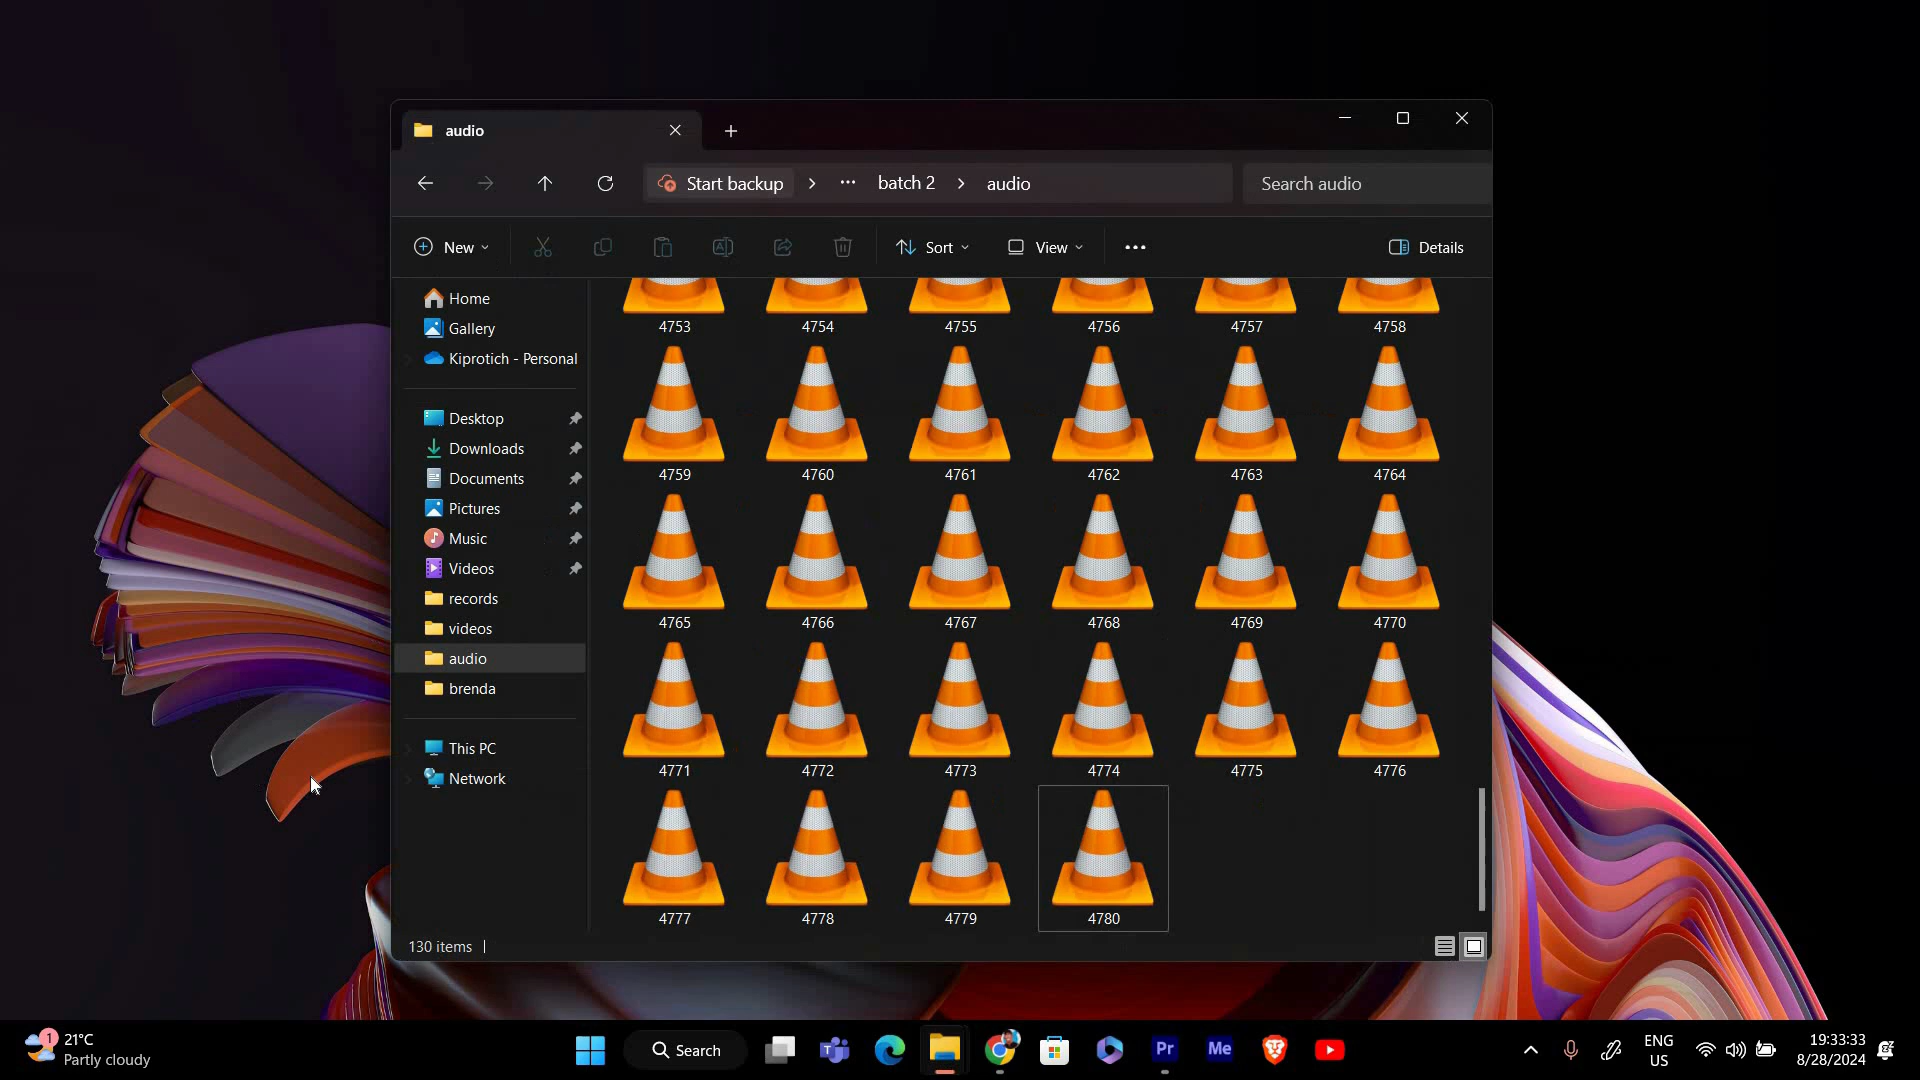 audio
Start backup
batch 2
audio
Search audio
New
Sort
View
Details
Home
Gallery
Kiprotich - Personal
Desktop
Downloads
Documents
Pictures
Music
Videos
records
videos
audio
brenda
This PC
Network
4753 4754 4755 4756 4757 4758
4759 4760 4761 4762 4763 4764
4765 4766 4767 4768 4769 4770
4771 4772 4773 4774 4775 4776
4777 4778 4779 4780
130 items
1
21°C
Partly cloudy
Search
Pr
Me
ENG
US
19:33:33
8/28/2024